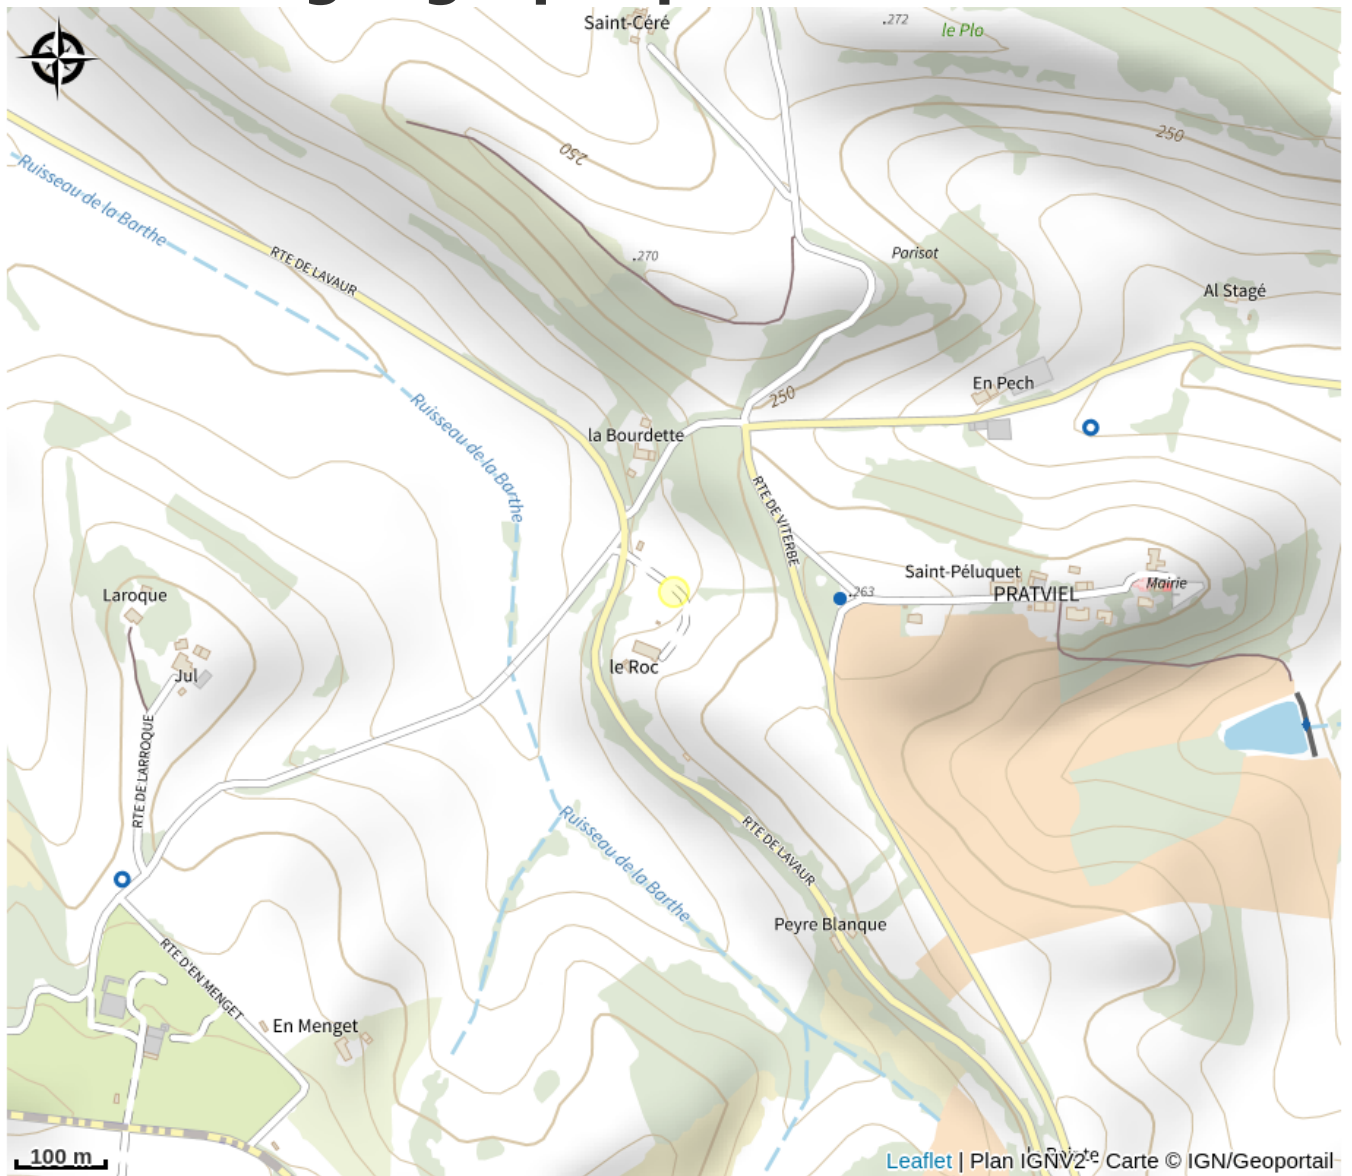 Saint-Céré
.272
le Plo
250
250
Ruisseau de la Barthe
RTE DE LAVAUR
.270
Parisot
Al Stagé
En Pech
250
Ruisseau de la Barthe
la Bourdette
RTE DE VITERBE
Saint-Péluquet
PRATVIEL
Mairie
.263
Laroque
Jul
le Roc
RTE DE LARROQUE
Ruisseau de la Barthe
RTE DE LAVAUR
Peyre Blanque
RTE D'EN MENGET
En Menget
100 m
Leaflet | Plan IGNV2 - Carte © IGN/Geoportail